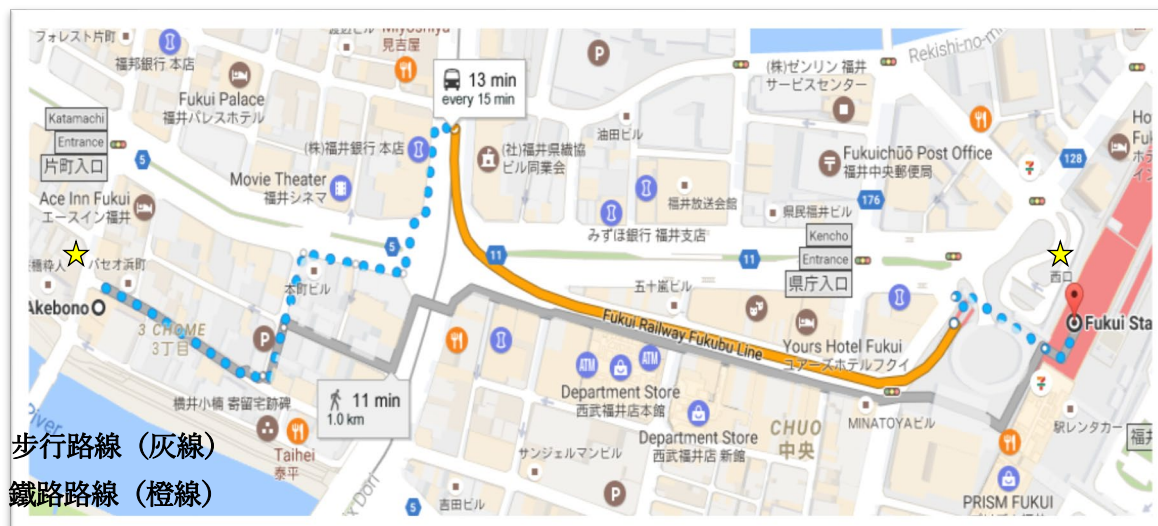 フォレスト片町
福邦銀行 本店
見吉屋
Fukui Palace
福井パレスホテル
13 min
every 15 min
P
油田ビル
(株)ゼンリン 福井
サービスセンター
Katamachi
Entrance
片町入口
5
(株)福井銀行 本店
(社)福井県繊協
ビル同業会
Fukuichūō Post Office
福井中央郵便局
128
176
Movie Theater
福井シネマ
福井放送会館
Ace Inn Fukui
エースイン福井
みずほ銀行 福井支店
県民福井ビル
Kencho
Entrance
県庁入口
5
11
11
西口
パセオ浜町
本町ビル
五十嵐ビル
Akebono
3 CHOME
3丁目
P
Fukui Railway Fukubu Line
Yours Hotel Fukui
ユアーズホテルフクイ
Fukui Sta
ATM
ATM
Department Store
西武福井店本館
11 min
1.0 km
横井小楠 寄留宅跡碑
Department Store
西武福井店 新館
CHUO
中央
MINATOYAビル
駅レンタカー
福井
River
Taihei
泰平
サンジェルマンビル
步行路線（灰線）
鐵路路線（橙線）
吉田ビル
5
P
PRISM FUKUI